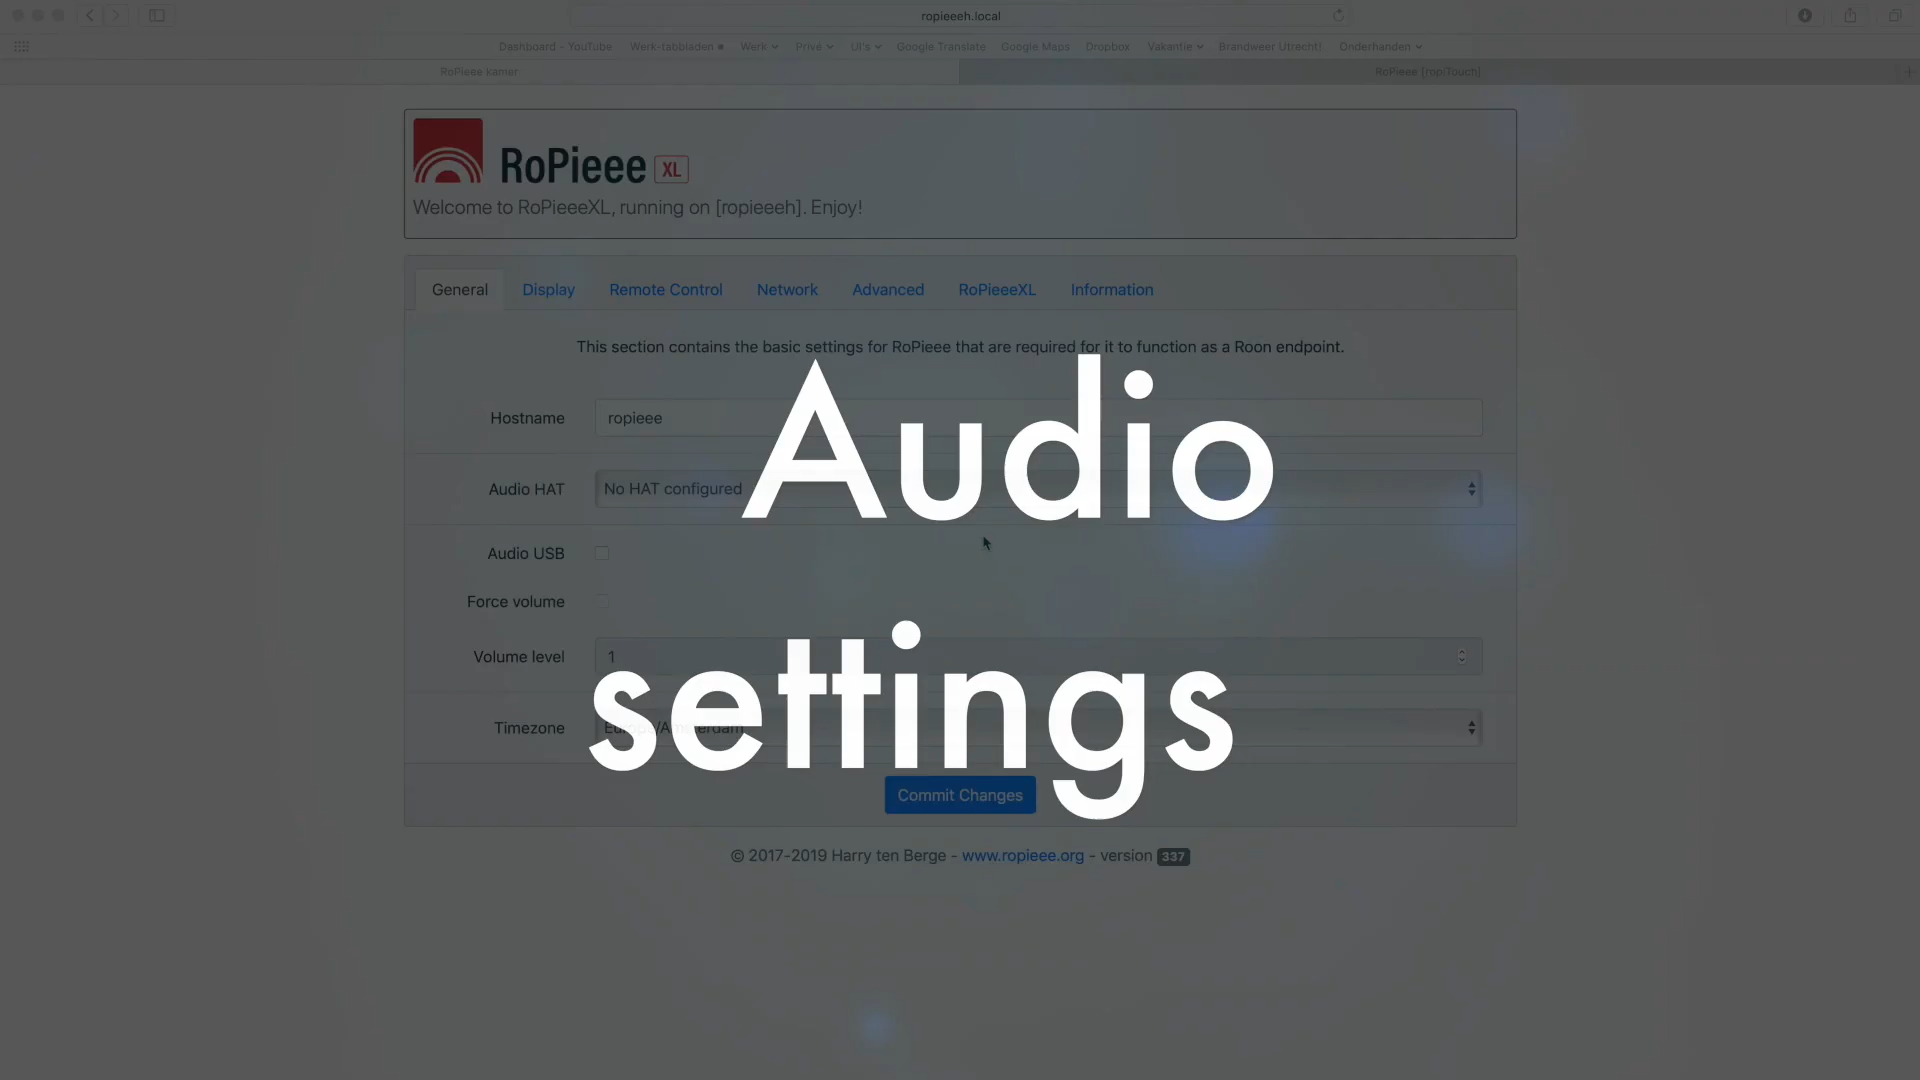 ropieeeh.local
Dashboard - YouTube Werk-tabbladen Werk Privé UI's Google Translate Google Maps Dropbox Vakantie Brandweer Utrecht! Onderhanden
RoPieee kamer RoPieee [ropiTouch]
RoPieee XL
Welcome to RoPieeeXL, running on [ropieeeh]. Enjoy!
General Display Remote Control Network Advanced RoPieeeXL Information
This section contains the basic settings for RoPieee that are required for it to function as a Roon endpoint.
Audio
settings
Hostname ropieee
Audio HAT No HAT configured
Audio USB
Force volume
Volume level 1
Timezone Europe/Amsterdam
Commit Changes
© 2017-2019 Harry ten Berge - www.ropieee.org - version 337